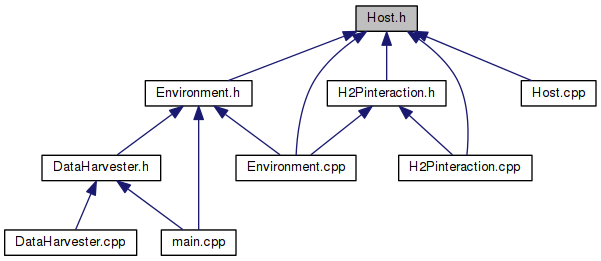 Host.h
Environment.h
H2Pinteraction.h
Host.cpp
DataHarvester.h
Environment.cpp
H2Pinteraction.cpp
DataHarvester.cpp
main.cpp